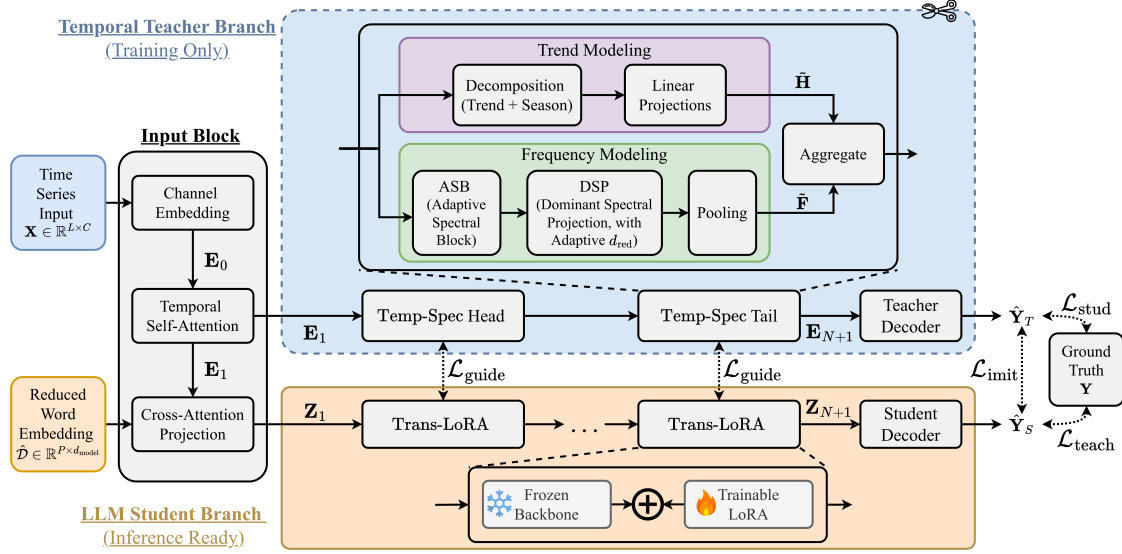 Temporal Teacher Branch
(Training Only)
Trend Modeling
Decomposition
(Trend + Season)
Linear
Projections
H̃
Aggregate
Frequency Modeling
ASB
(Adaptive
Spectral
Block)
DSP
(Dominant Spectral
Projection, with
Adaptive d_red)
Pooling
F̃
Input Block
Time
Series
Input
X ∈ ℝ^{L×C}
Channel
Embedding
E_0
Temporal
Self-Attention
E_1
E_1
Temp-Spec Head
Temp-Spec Tail
E_{N+1}
Teacher
Decoder
Ŷ_T
ℒ_stud
ℒ_guide
ℒ_guide
ℒ_imit
Ground
Truth
Y
Reduced
Word
Embedding
𝒟̂ ∈ ℝ^{P×d_model}
Cross-Attention
Projection
Z_1
Trans-LoRA
...
Trans-LoRA
Z_{N+1}
Student
Decoder
Ŷ_S
ℒ_teach
Frozen
Backbone
+
Trainable
LoRA
LLM Student Branch
(Inference Ready)